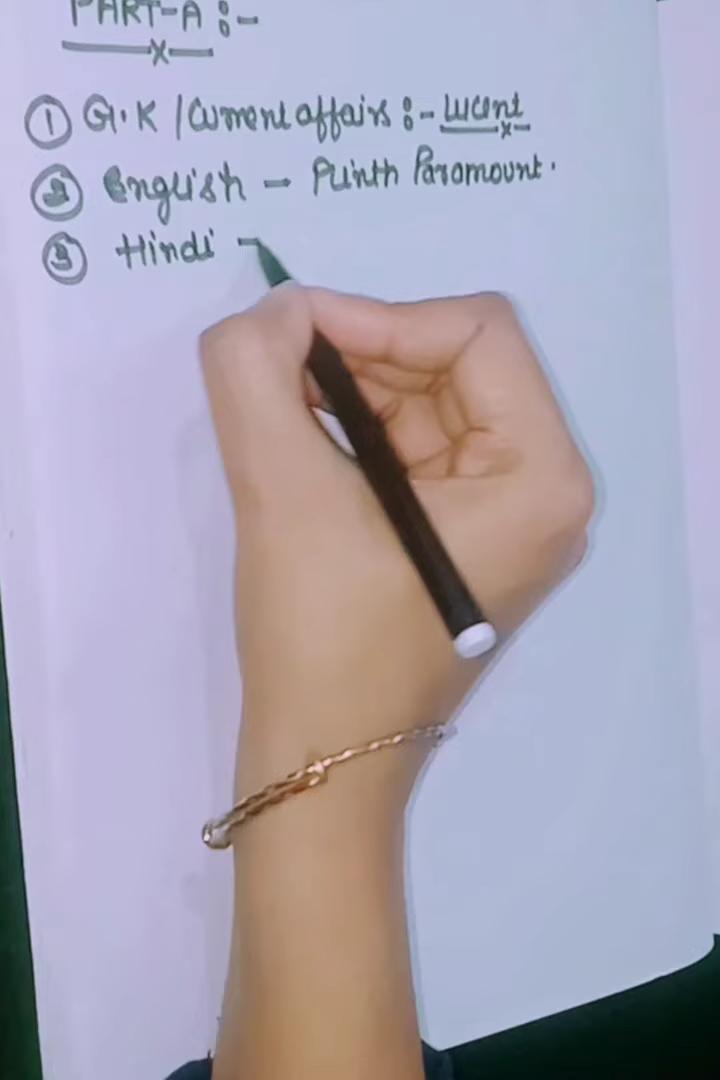 PART-A :-
① G.K / Current affairs :- Lucent
② English - Plinth Paramount.
③ Hindi -